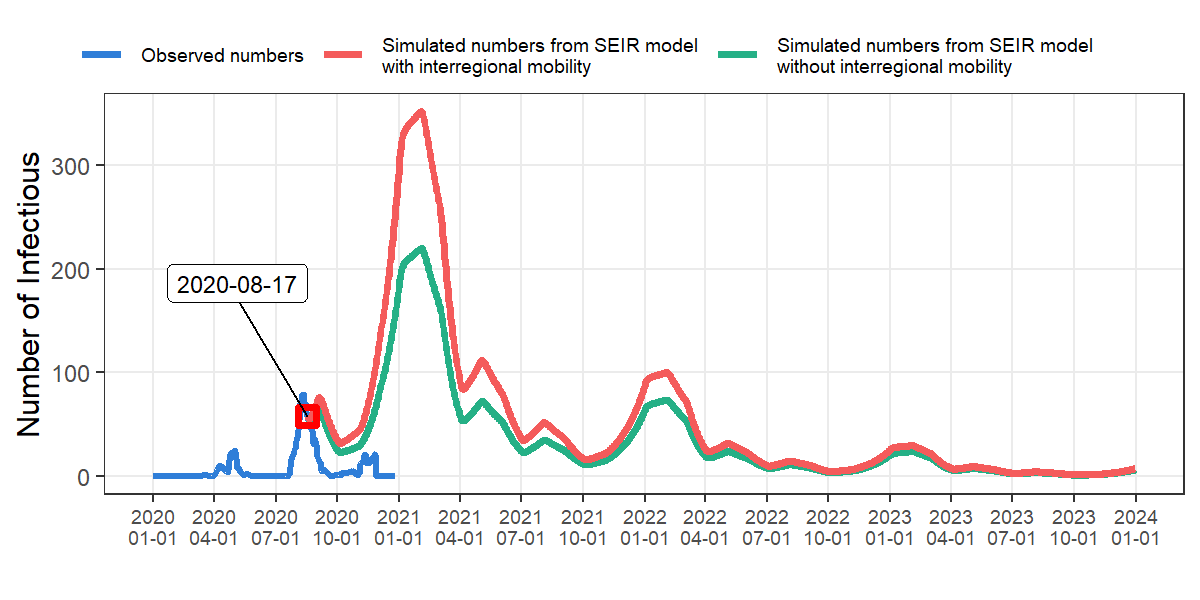 Observed numbers
Simulated numbers from SEIR model
with interregional mobility
Simulated numbers from SEIR model
without interregional mobility
Number of Infectious
300
200
100
0
2020-08-17
2020 2020 2020 2020 2021 2021 2021 2021 2022 2022 2022 2022 2023 2023 2023 2023 2024
01-01 04-01 07-01 10-01 01-01 04-01 07-01 10-01 01-01 04-01 07-01 10-01 01-01 04-01 07-01 10-01 01-01